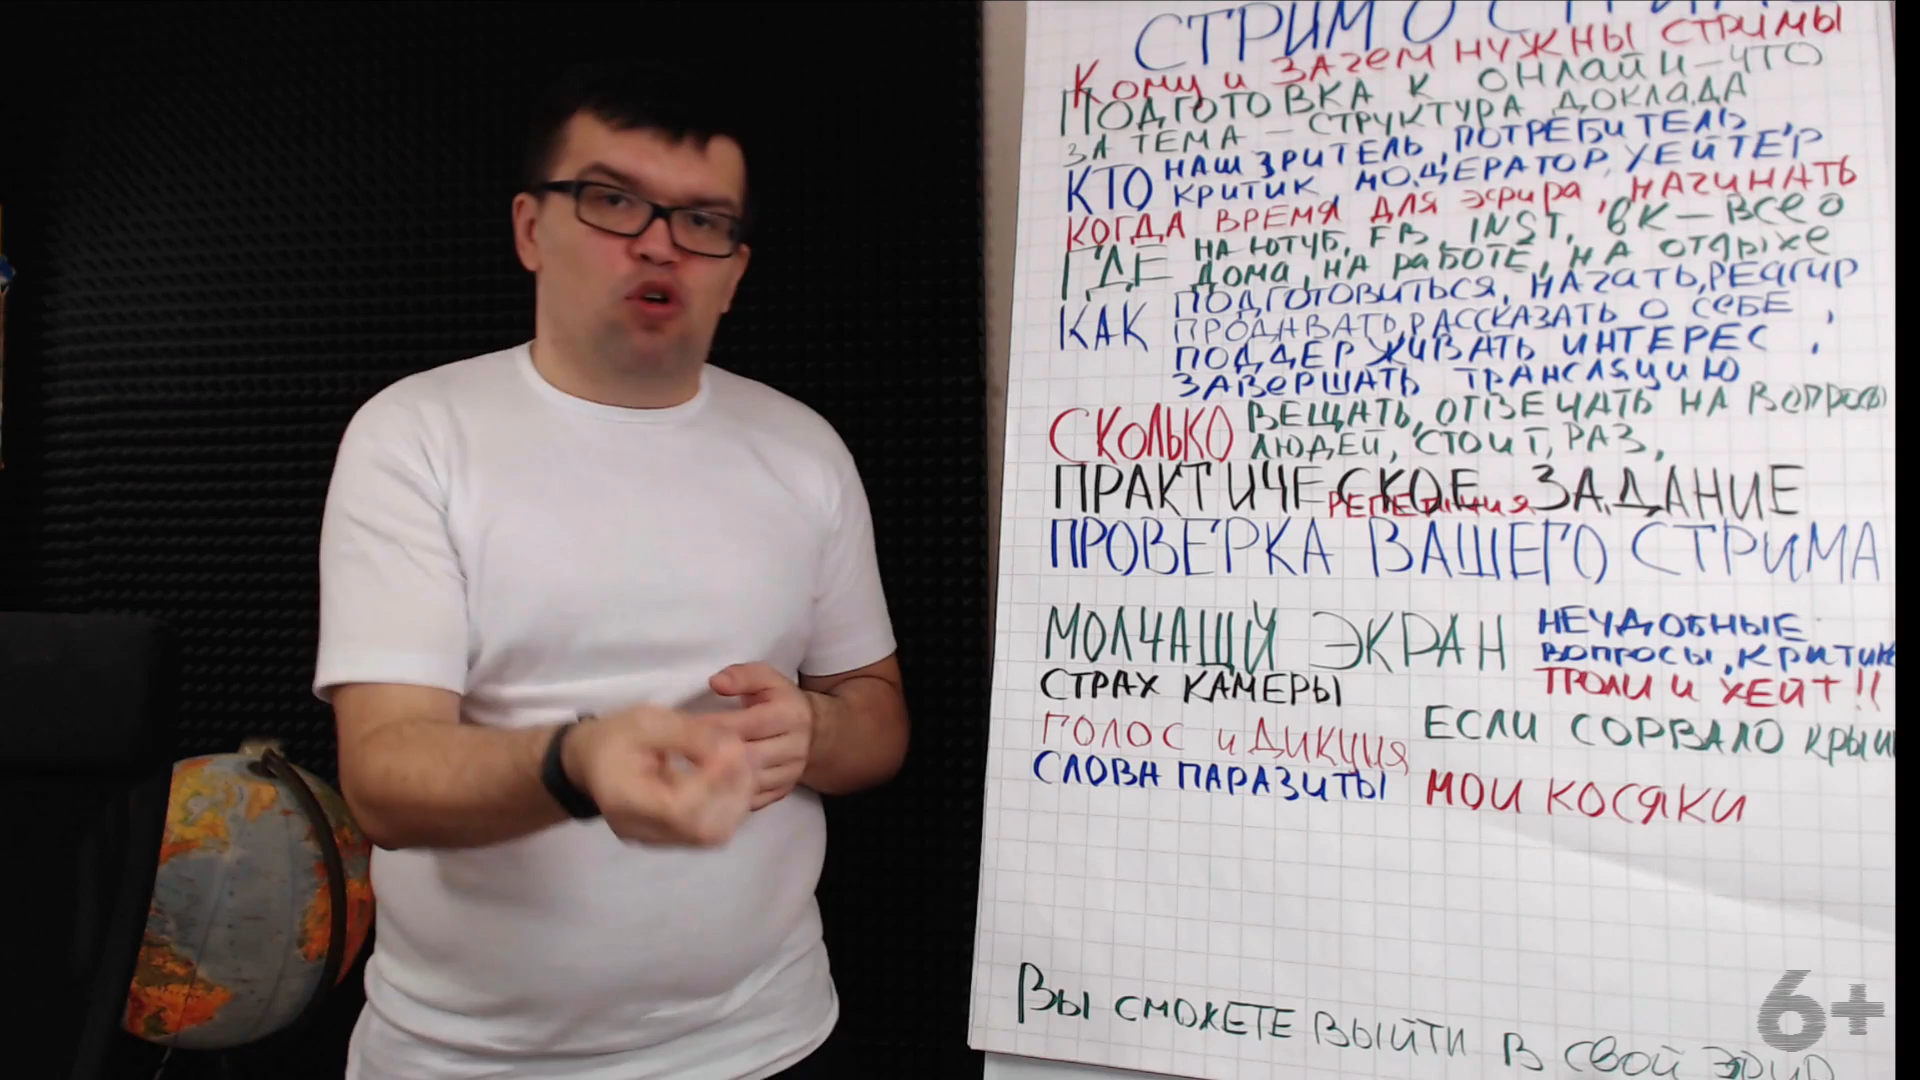 СТРИМ О
Кому и зачем нужны стримы
Подготовка к онлайн - что
за тема - структура доклада
наш зритель, потребитель,
Кто критик, модератор, хейтер
когда время для эфира, начинать
на ютуб, FB, INST, вк - все о
Где дома, на работе, на отдыхе
подготовиться, начать, реагир
Как продавать, рассказать о себе,
поддерживать интерес,
завершать трансляцию
вещать, отвечать на вопросы
Сколько людей, стоит, раз,
ПРАКТИЧЕСКОЕ ЗАДАНИЕ
репетиция
ПРОВЕРКА ВАШЕГО СТРИМА
МОЛЧАЩИЙ ЭКРАН
СТРАХ КАМЕРЫ
ГОЛОС и ДИКЦИЯ
СЛОВА ПАРАЗИТЫ
НЕУДОБНЫЕ
вопросы, критик
ТРОЛИ и ХЕЙТ!!
ЕСЛИ СОРВАЛО крыш
МОИ КОСЯКИ
Вы сможете выйти в свой
6+